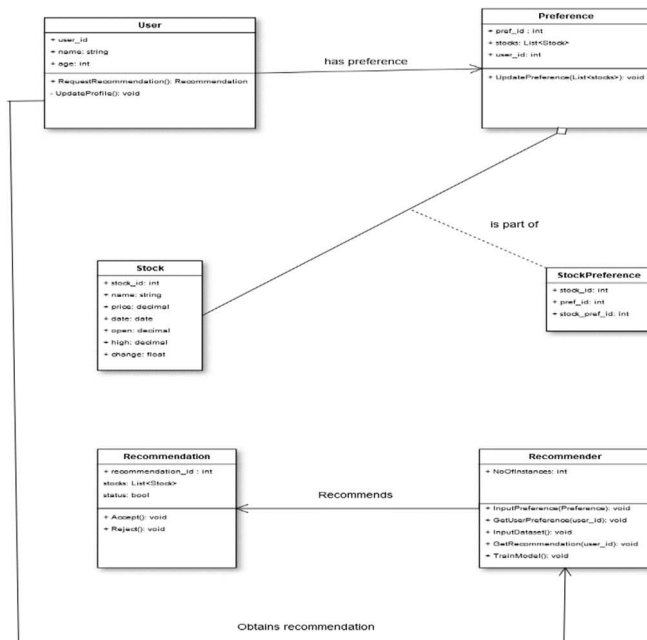 User
+ user_id
+ name: string
+ age: int
+ RequestRecommendation(): Recommendation
- UpdateProfile(): void
has preference
Preference
+ pref_id : int
+ stocks: List<Stock>
+ user_id: int
+ UpdatePreference(List<stocks>): void
is part of
Stock
+ stock_id: int
+ name: string
+ price: decimal
+ date: date
+ open: decimal
+ high: decimal
+ change: float
StockPreference
+ stock_id: int
+ pref_id: int
+ stock_pref_id: int
Recommendation
+ recommendation_id : int
stocks: List<Stock>
status: bool
+ Accept(): void
+ Reject(): void
Recommends
Recommender
+ NoOfInstances: int
+ InputPreference(Preference): void
+ GetUserPreference(user_id): void
+ InputDataset(): void
+ GetRecommendation(user_id): void
+ TrainModel(): void
Obtains recommendation